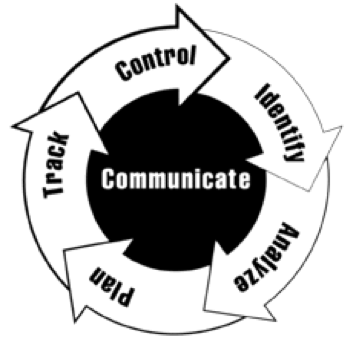 Control
Identify
Communicate
Track
Analyze
Plan